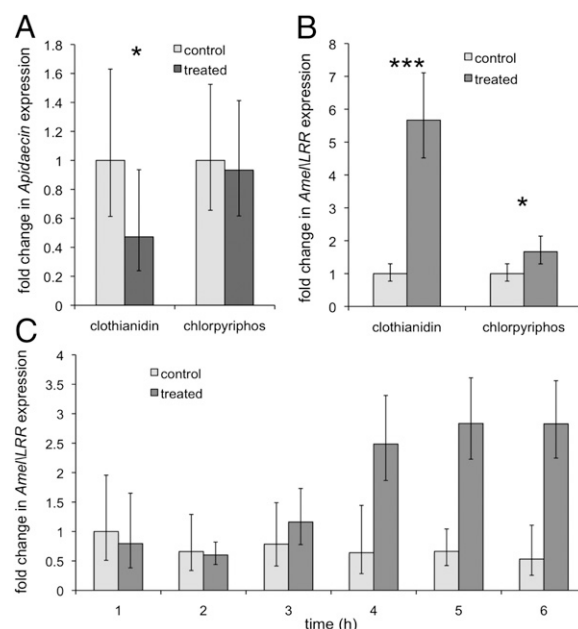 A
fold change in Apidaecin expression
1.8
1.6
1.4
1.2
1
0.8
0.6
0.4
0.2
0
*
control
treated
clothianidin
chlorpyriphos
B
fold change in Amel\LRR expression
8
7
6
5
4
3
2
1
0
***
*
control
treated
clothianidin
chlorpyriphos
C
fold change in Amel\LRR expression
4
3.5
3
2.5
2
1.5
1
0.5
0
control
treated
1 2 3 4 5 6
time (h)